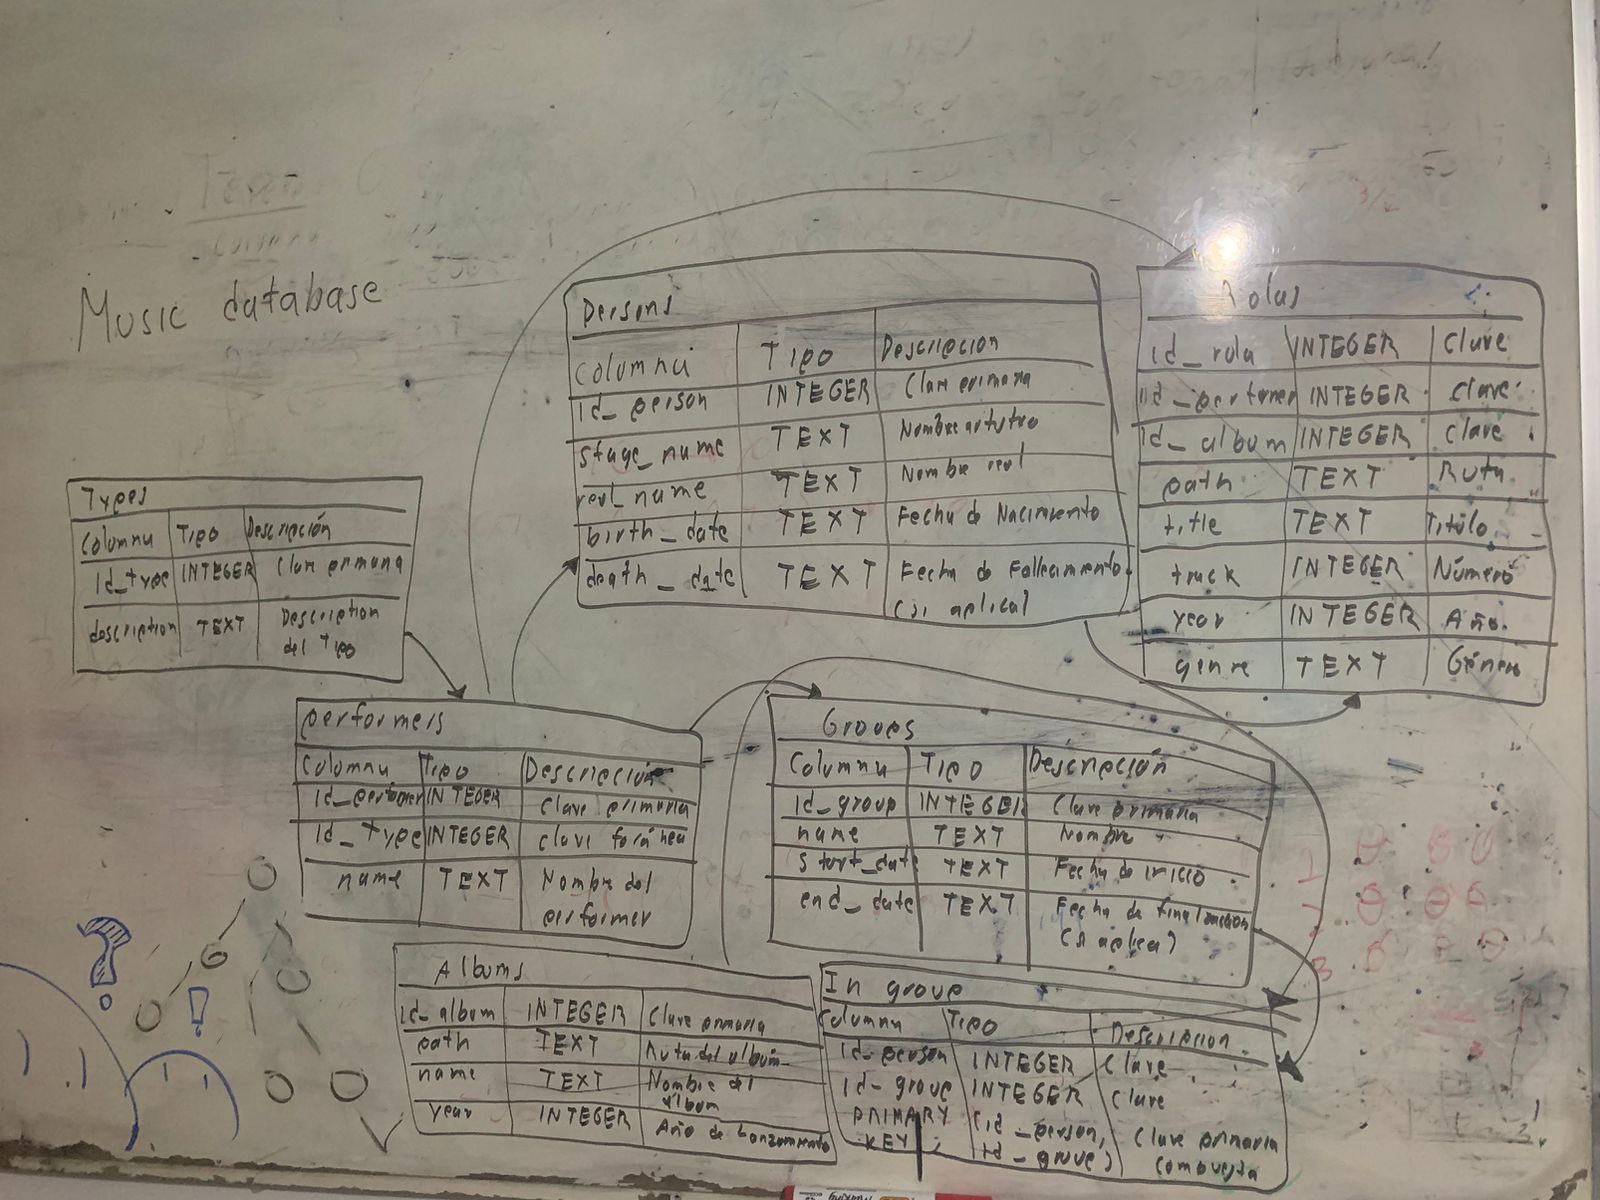 Music database
Types
Columna Tipo Descripción
id_type INTEGER Clave primaria
description TEXT Description
del Tipo
Persons
Columna Tipo Descripcion
id_person INTEGER Clave primaria
stage_name TEXT Nombre
real_name TEXT Nombre real
birth_date TEXT Fecha de Nacimiento
death_date TEXT Fecha de
(si aplica)
Rolas
id_rola INTEGER Clave
id_performer INTEGER Clave
id_album INTEGER Clave
path TEXT Ruta
title TEXT Titúlo
track INTEGER Número
year INTEGER Año
genre TEXT Género
performers
Columna Tipo Descripción
id_performer INTEGER Clave primaria
id_type INTEGER clave foránea
name TEXT Nombre del
performer
Groups
Columna Tipo Descripción
id_group INTEGER Clave primaria
name TEXT Nombre
start_date TEXT Fecha de inicio
end_date TEXT Fecha de finalizacion
(si aplica)
Albums
id_album INTEGER Clave primaria
path TEXT Ruta del album
name TEXT Nombre del
album
year INTEGER Año de Lanzamiento
In group
Columna Tipo Descripcion
id_person INTEGER Clave
id_group INTEGER Clave
PRIMARY
KEY
(id_person,
id_group)
Clave primaria
compuesta